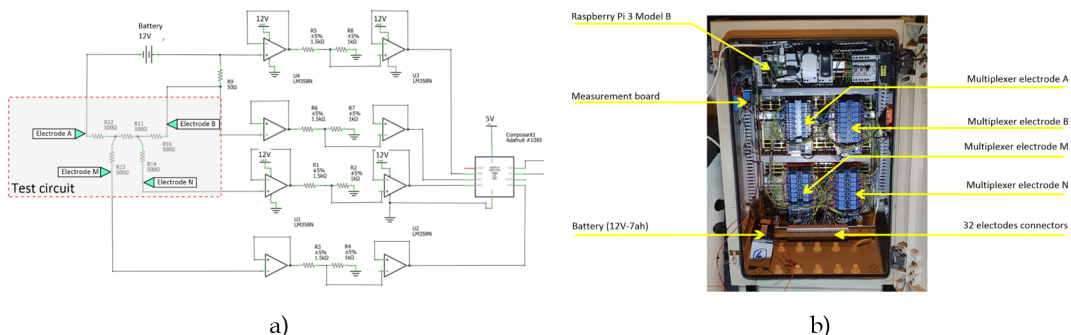 Battery
12V
12V
12V
R5
±5%
1.5kΩ
R8
±5%
1kΩ
U4
LM358N
U3
LM358N
R9
50Ω
R6
±5%
1.5kΩ
R7
±5%
1kΩ
12V
12V
R1
±5%
1.5kΩ
R2
±5%
1kΩ
5V
Composant1
Adafruit #1085
U1
LM358N
U2
LM358N
R3
±5%
1.5kΩ
R4
±5%
1kΩ
Electrode A
R12
500Ω
R11
100Ω
Electrode B
R10
500Ω
Electrode M
R13
500Ω
R14
500Ω
Electrode N
Test circuit
a)
Raspberry Pi 3 Model B
Measurement board
Battery (12V-7ah)
Multiplexer electrode A
Multiplexer electrode B
Multiplexer electrode M
Multiplexer electrode N
32 electodes connectors
b)